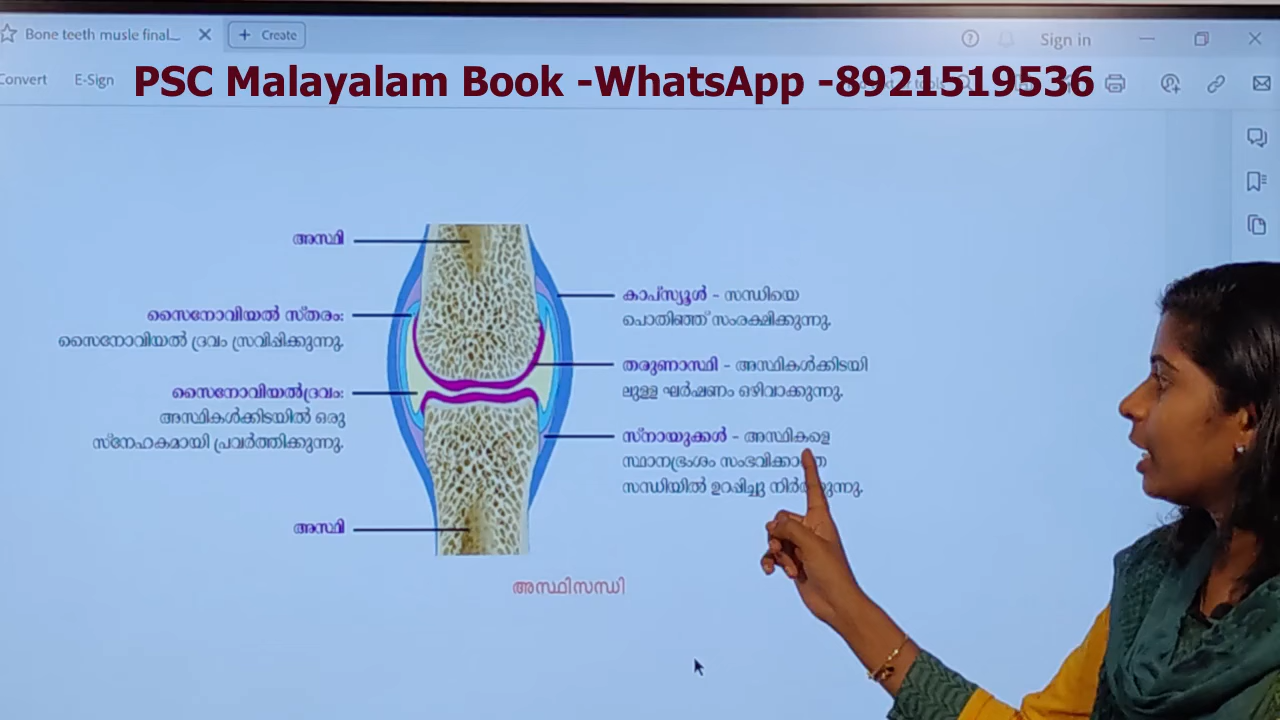 Bone teeth musle final...
Create
Sign in
Convert
E-Sign
PSC Malayalam Book -WhatsApp -8921519536
അസ്ഥി
കാപ്സ്യൂൾ – സന്ധിയെ
പൊതിഞ്ഞ് സംരക്ഷിക്കുന്നു.
സൈനോവിയൽ സ്തരം:
സൈനോവിയൽ ദ്രവം സ്രവിപ്പിക്കുന്നു.
തരുണാസ്ഥി – അസ്ഥികൾക്കിടയി
ലുള്ള ഘർഷണം ഒഴിവാക്കുന്നു.
സൈനോവിയൽദ്രവം:
അസ്ഥികൾക്കിടയിൽ ഒരു
സ്നേഹകമായി പ്രവർത്തിക്കുന്നു.
സ്നായുക്കൾ – അസ്ഥികളെ
സ്ഥാനഭ്രംശം
സന്ധിയിൽ ഉറപ്പിച്ചു
അസ്ഥി
അസ്ഥിസന്ധി